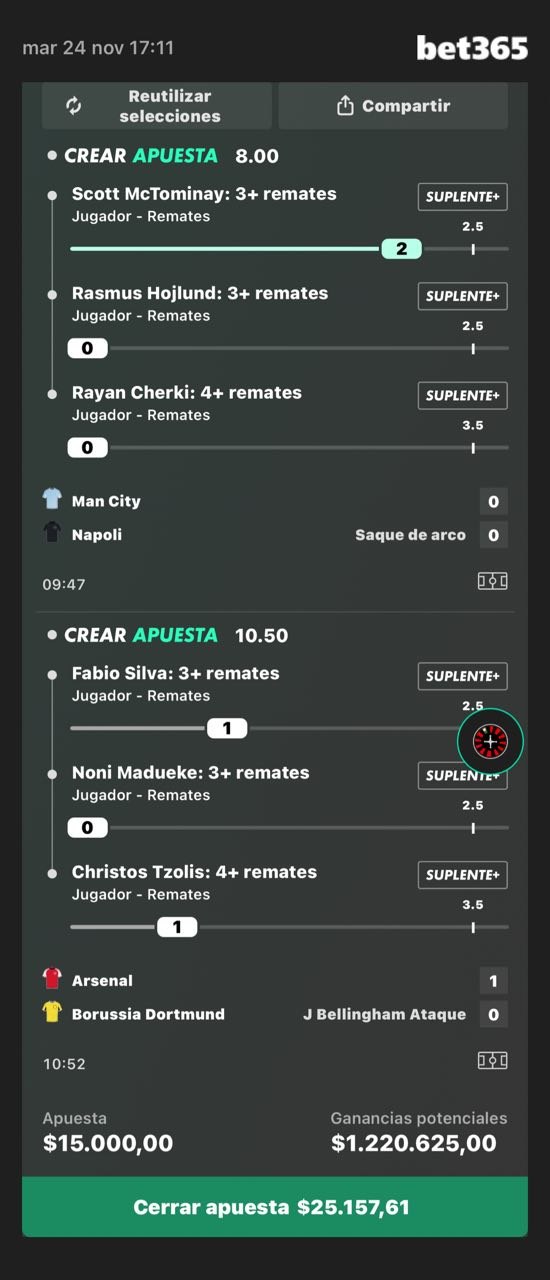 mar 24 nov 17:11
bet365
Reutilizar
selecciones
Compartir
CREAR APUESTA 8.00
Scott McTominay: 3+ remates
SUPLENTE+
Jugador - Remates
2.5
2
Rasmus Hojlund: 3+ remates
SUPLENTE+
Jugador - Remates
2.5
0
Rayan Cherki: 4+ remates
SUPLENTE+
Jugador - Remates
3.5
0
Man City 0
Napoli Saque de arco 0
09:47
CREAR APUESTA 10.50
Fabio Silva: 3+ remates
SUPLENTE+
Jugador - Remates
2.5
1
Noni Madueke: 3+ remates
SUPLENTE+
Jugador - Remates
2.5
0
Christos Tzolis: 4+ remates
SUPLENTE+
Jugador - Remates
3.5
1
Arsenal 1
Borussia Dortmund J Bellingham Ataque 0
10:52
Apuesta Ganancias potenciales
$15.000,00 $1.220.625,00
Cerrar apuesta $25.157,61